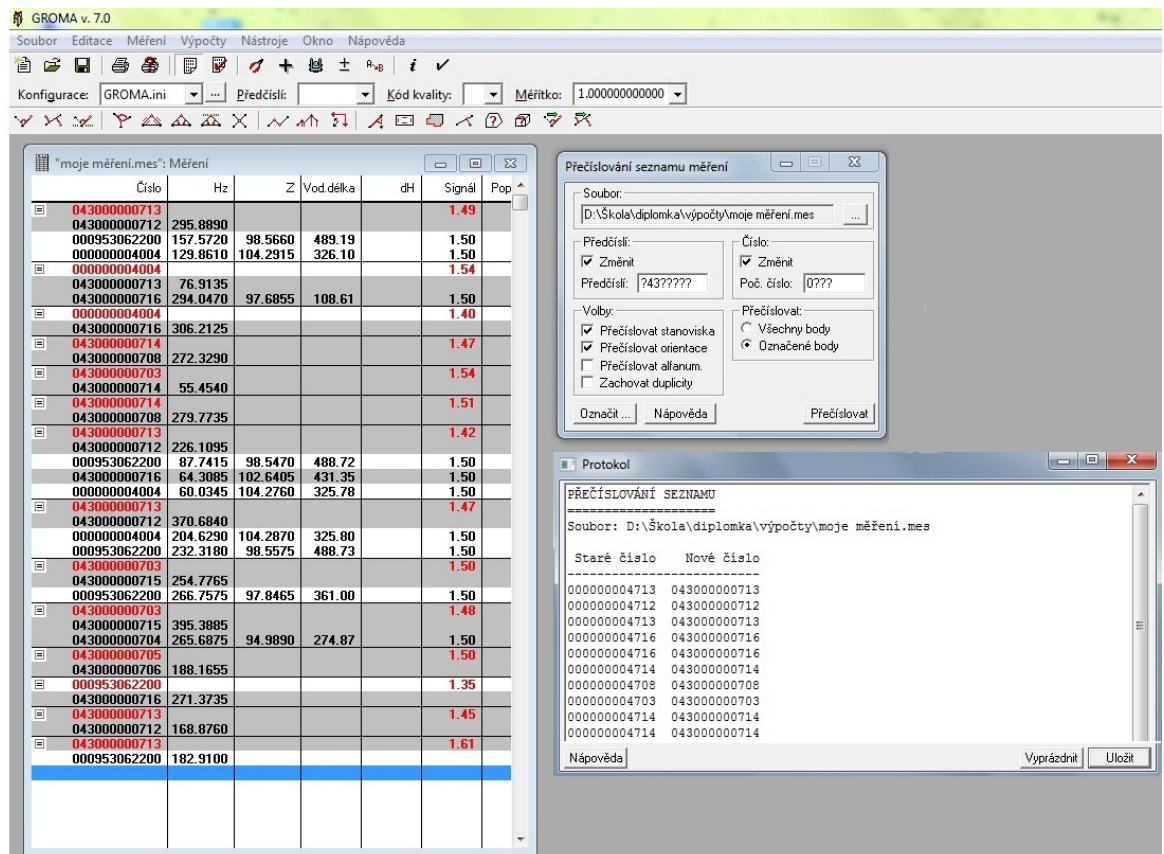 GROMA v. 7.0
Soubor Editace Měření Výpočty Nástroje Okno Nápověda
Konfigurace: GROMA.ini ... Předčíslí: Kód kvality: Měřítko: 1.000000000000
"moje měření.mes": Měření
Číslo Hz Z Vod.délka dH Signál Pop
043000000713 1.49
043000000712 295.8890
000953062200 157.5720 98.5660 489.19 1.50
000000004004 129.8610 104.2915 326.10 1.50
000000004004 1.54
043000000713 76.9135
043000000716 294.0470 97.6855 108.61 1.50
000000004004 1.40
043000000716 306.2125
043000000714 1.47
043000000708 272.3290
043000000703 1.54
043000000714 55.4540
043000000714 1.51
043000000708 279.7735
043000000713 1.42
043000000712 226.1095
000953062200 87.7415 98.5470 488.72 1.50
043000000716 64.3085 102.6405 431.35 1.50
000000004004 60.0345 104.2760 325.78 1.50
043000000713 1.47
043000000712 370.6840
000000004004 204.6290 104.2870 325.80 1.50
000953062200 232.3180 98.5575 488.73 1.50
043000000703 1.50
043000000715 254.7765
000953062200 266.7575 97.8465 361.00 1.50
043000000703 1.48
043000000715 395.3885
043000000704 265.6875 94.9890 274.87 1.50
043000000705 1.50
043000000706 188.1655
000953062200 1.35
043000000716 271.3735
043000000713 1.45
043000000712 168.8760
043000000713 1.61
000953062200 182.9100
Přečíslování seznamu měření
Soubor:
D:\Škola\diplomka\výpočty\moje měření.mes ...
Předčíslí:
Změnit
Předčíslí: ?43?????
Číslo:
Změnit
Poč. číslo: 0???
Volby:
Přečíslovat stanoviska
Přečíslovat orientace
Přečíslovat alfanum.
Zachovat duplicity
Přečíslovat:
Všechny body
Označené body
Označit ... Nápověda Přečíslovat
Protokol
PŘEČÍSLOVÁNÍ SEZNAMU
====================
Soubor: D:\Škola\diplomka\výpočty\moje měření.mes
Staré číslo Nové číslo
--------------------------
000000004713 043000000713
000000004712 043000000712
000000004713 043000000713
000000004716 043000000716
000000004716 043000000716
000000004714 043000000714
000000004708 043000000708
000000004703 043000000703
000000004714 043000000714
000000004714 043000000714
Nápověda Vyprázdnit Uložit